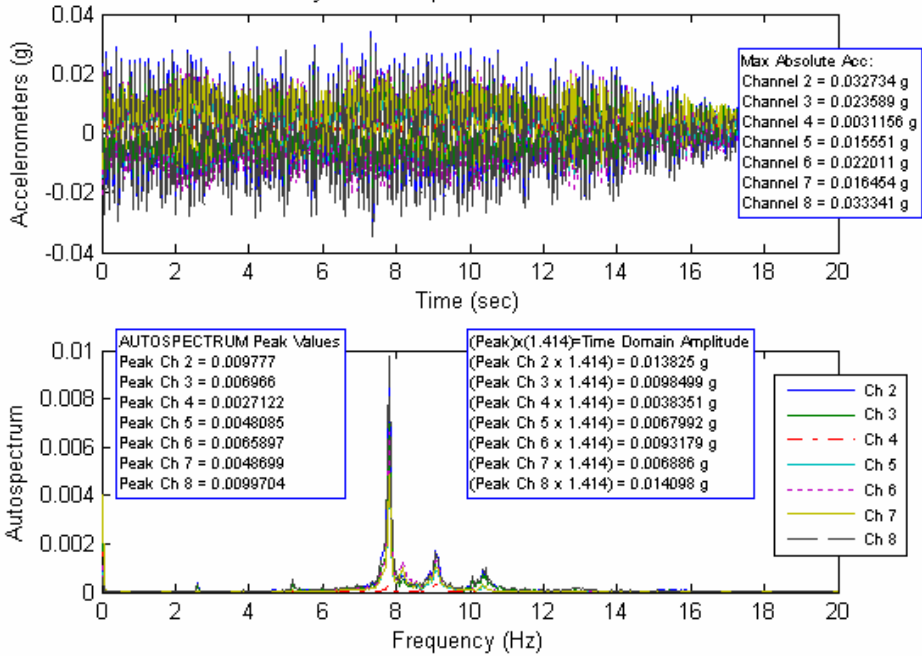 0.04
0.02
0
-0.02
-0.04
Accelerometers (g)
Max Absolute Acc:
Channel 2 = 0.032734 g
Channel 3 = 0.023589 g
Channel 4 = 0.0031156 g
Channel 5 = 0.015551 g
Channel 6 = 0.022011 g
Channel 7 = 0.016454 g
Channel 8 = 0.033341 g
0 2 4 6 8 10 12 14 16 18 20
Time (sec)
0.01
0.008
0.006
0.004
0.002
0
Autospectrum
AUTOSPECTRUM Peak Values
Peak Ch 2 = 0.009777
Peak Ch 3 = 0.006966
Peak Ch 4 = 0.0027122
Peak Ch 5 = 0.0048085
Peak Ch 6 = 0.0065897
Peak Ch 7 = 0.0048699
Peak Ch 8 = 0.0099704
(Peak)x(1.414)=Time Domain Amplitude
(Peak Ch 2 x 1.414) = 0.013825 g
(Peak Ch 3 x 1.414) = 0.0098499 g
(Peak Ch 4 x 1.414) = 0.0038351 g
(Peak Ch 5 x 1.414) = 0.0067992 g
(Peak Ch 6 x 1.414) = 0.0093179 g
(Peak Ch 7 x 1.414) = 0.006886 g
(Peak Ch 8 x 1.414) = 0.014098 g
Ch 2
Ch 3
Ch 4
Ch 5
Ch 6
Ch 7
Ch 8
0 2 4 6 8 10 12 14 16 18 20
Frequency (Hz)